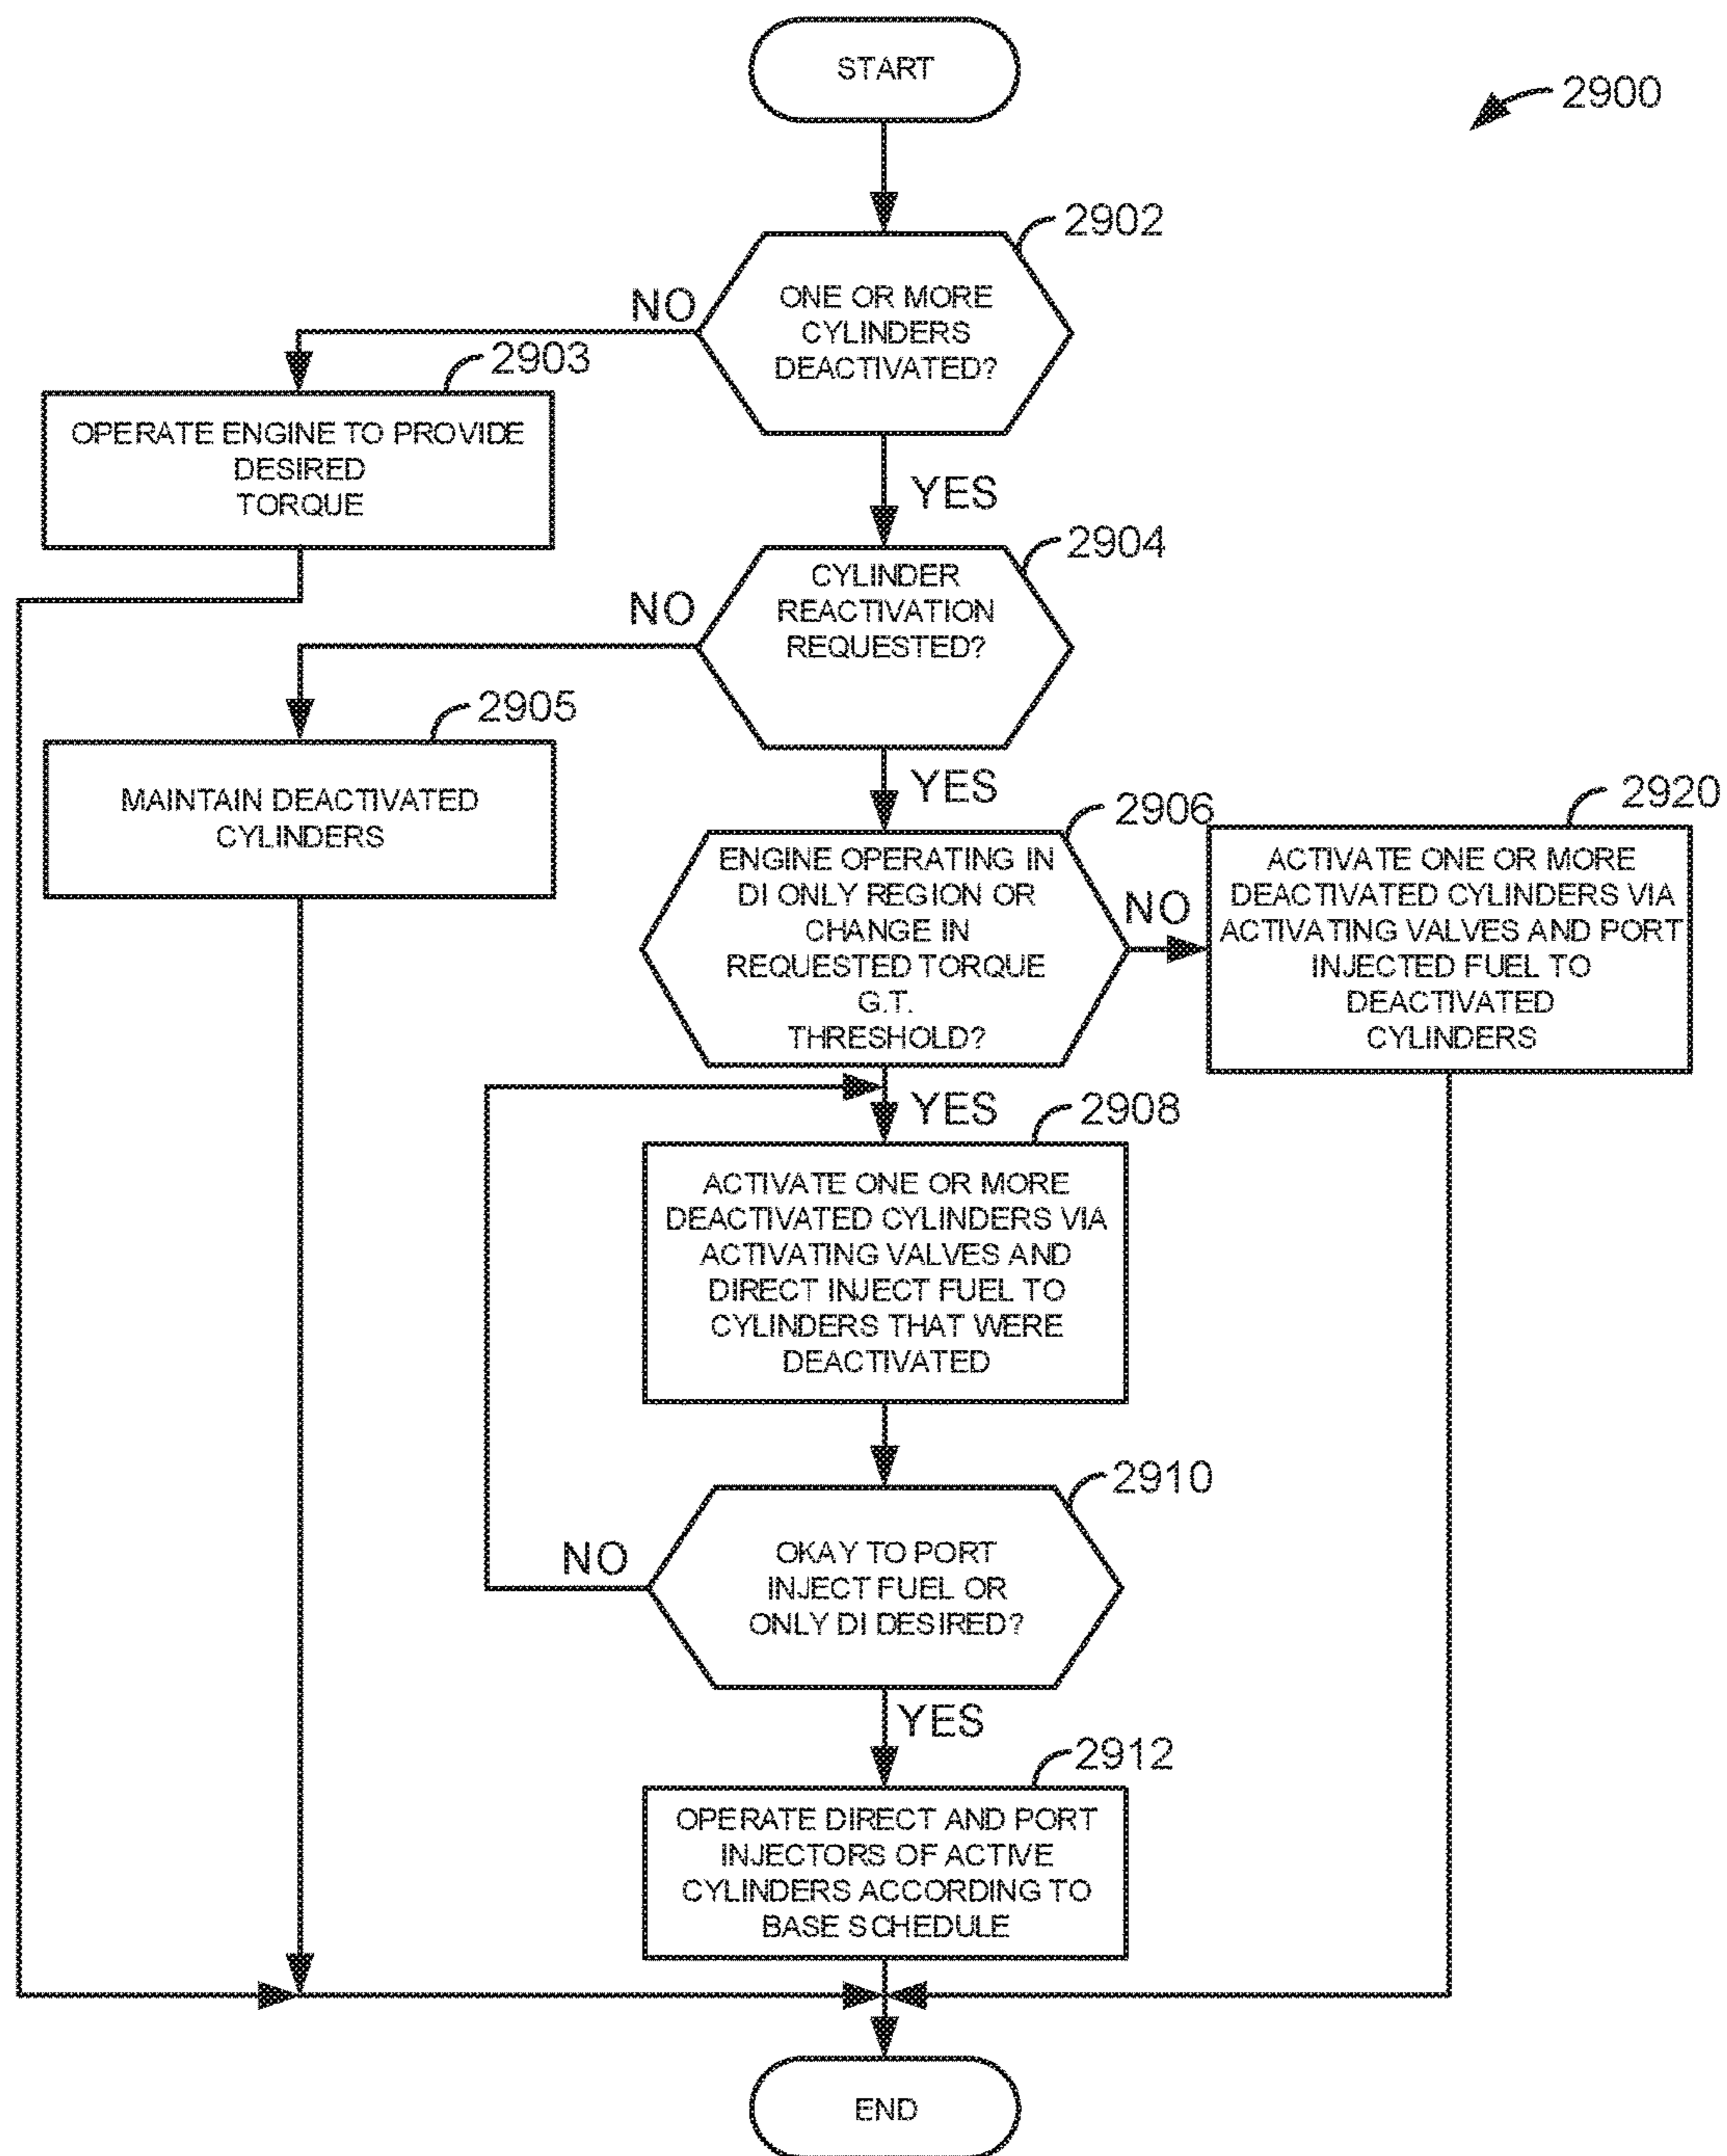 START
2900
2902
ONE OR MORE
CYLINDERS
DEACTIVATED?
NO
2903
OPERATE ENGINE TO PROVIDE
DESIRED
TORQUE
YES
2904
CYLINDER
REACTIVATION
REQUESTED?
NO
2905
MAINTAIN DEACTIVATED
CYLINDERS
YES
2906
ENGINE OPERATING IN
DI ONLY REGION OR
CHANGE IN
REQUESTED TORQUE
G.T.
THRESHOLD?
NO
2920
ACTIVATE ONE OR MORE
DEACTIVATED CYLINDERS VIA
ACTIVATING VALVES AND PORT
INJECTED FUEL TO
DEACTIVATED
CYLINDERS
YES
2908
ACTIVATE ONE OR MORE
DEACTIVATED CYLINDERS VIA
ACTIVATING VALVES AND
DIRECT INJECT FUEL TO
CYLINDERS THAT WERE
DEACTIVATED
2910
OKAY TO PORT
INJECT FUEL OR
ONLY DI DESIRED?
NO
YES
2912
OPERATE DIRECT AND PORT
INJECTORS OF ACTIVE
CYLINDERS ACCORDING TO
BASE SCHEDULE
END